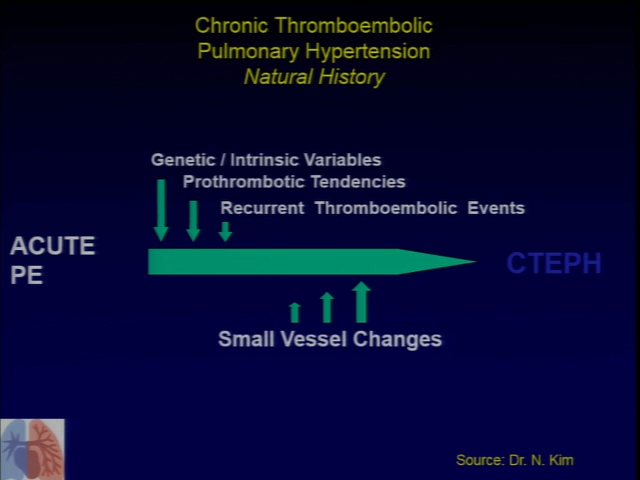 Chronic Thromboembolic
Pulmonary Hypertension
Natural History
Genetic / Intrinsic Variables
Prothrombotic Tendencies
Recurrent Thromboembolic Events
ACUTE
PE
CTEPH
Small Vessel Changes
Source: Dr. N. Kim